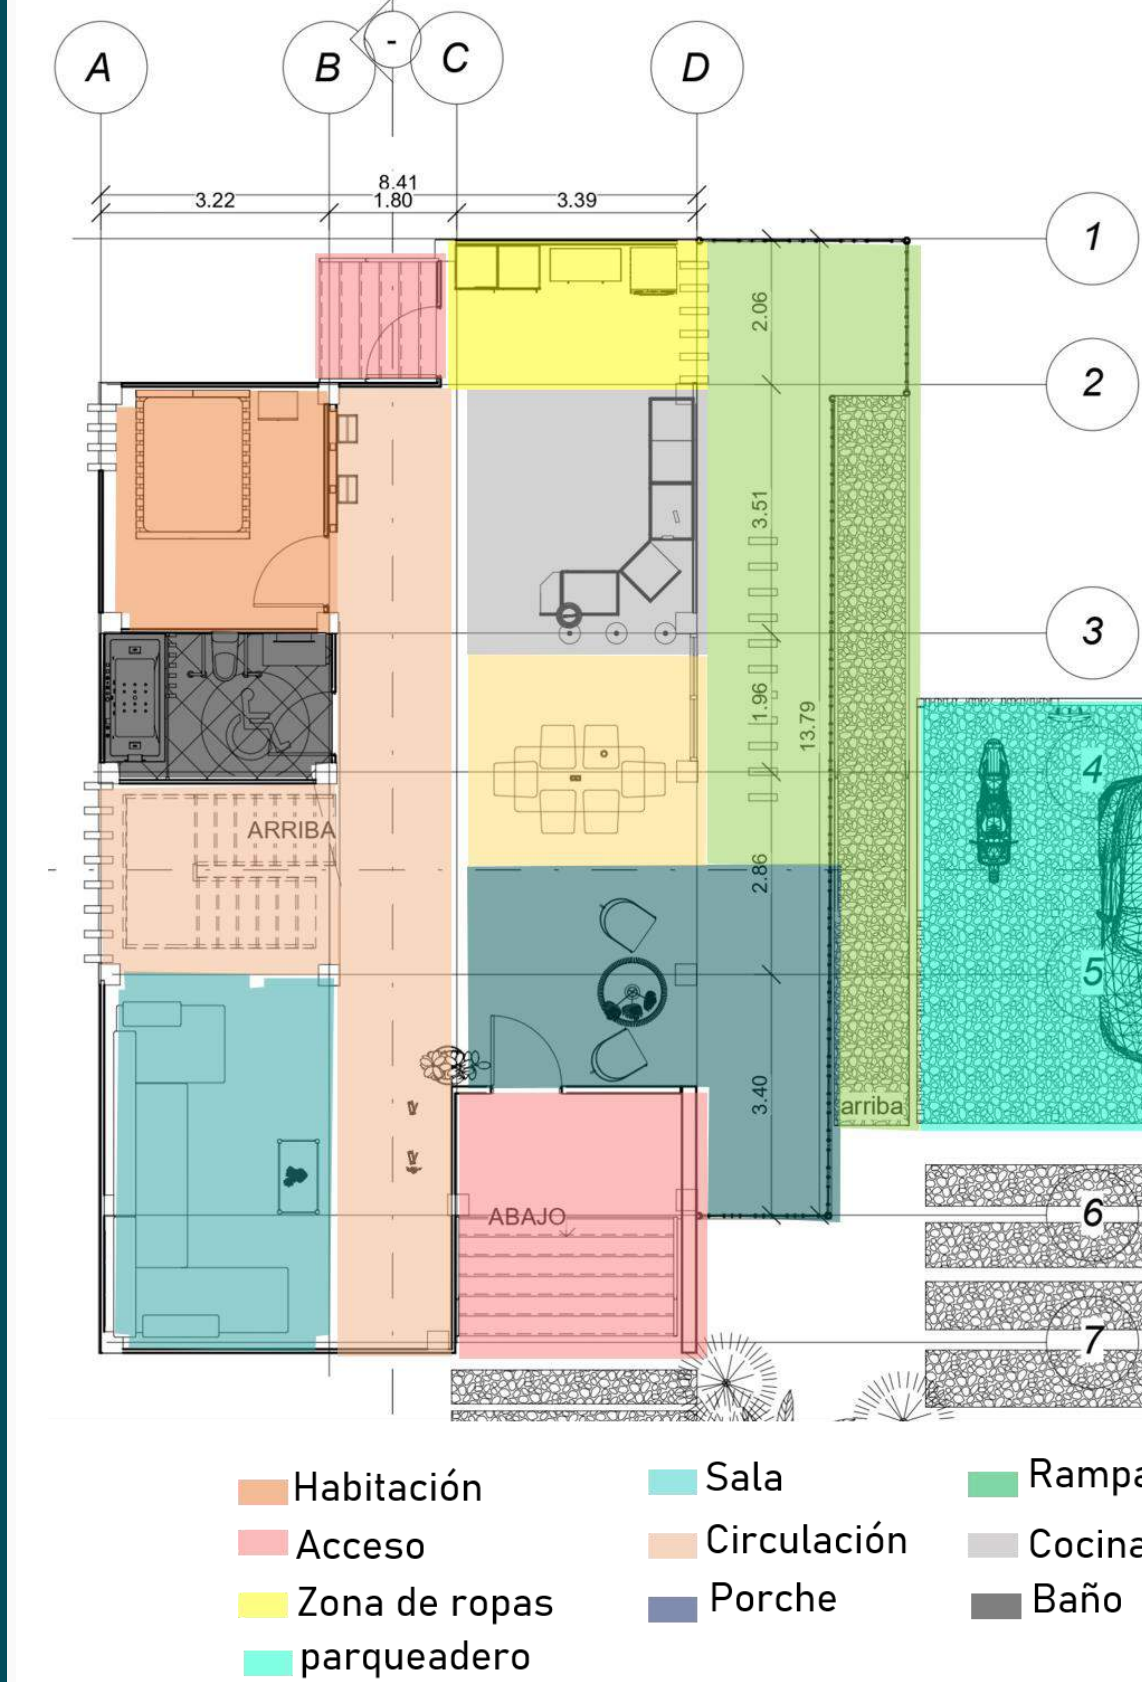 A
B
-
C
D
8.41
3.22
1.80
3.39
1
2.06
2
3.51
3
1.96
13.79
4
ARRIBA
2.86
5
3.40
arriba
ABAJO
6
7
Habitación
Sala
Rampa
Acceso
Circulación
Cocina
Zona de ropas
Porche
Baño
parqueadero